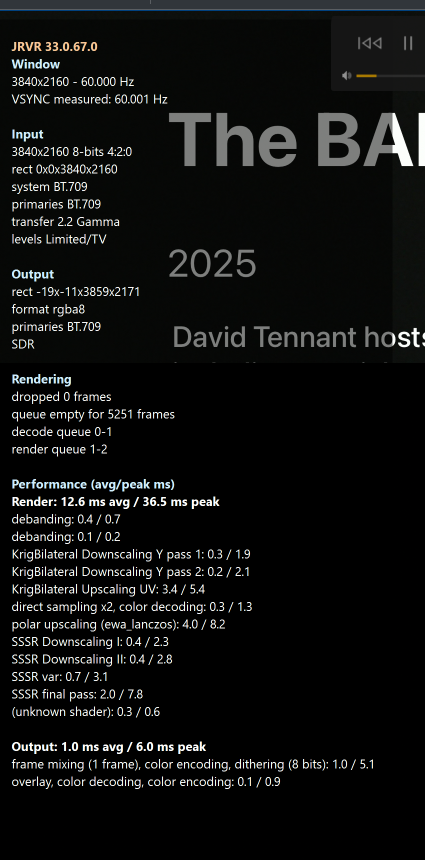 JRVR 33.0.67.0
Window
3840x2160 - 60.000 Hz
VSYNC measured: 60.001 Hz
Input
3840x2160 8-bits 4:2:0
rect 0x0x3840x2160
system BT.709
primaries BT.709
transfer 2.2 Gamma
levels Limited/TV
The BA
2025
David Tennant hosts
Output
rect -19x-11x3859x2171
format rgba8
primaries BT.709
SDR
Rendering
dropped 0 frames
queue empty for 5251 frames
decode queue 0-1
render queue 1-2
Performance (avg/peak ms)
Render: 12.6 ms avg / 36.5 ms peak
debanding: 0.4 / 0.7
debanding: 0.1 / 0.2
KrigBilateral Downscaling Y pass 1: 0.3 / 1.9
KrigBilateral Downscaling Y pass 2: 0.2 / 2.1
KrigBilateral Upscaling UV: 3.4 / 5.4
direct sampling x2, color decoding: 0.3 / 1.3
polar upscaling (ewa_lanczos): 4.0 / 8.2
SSSR Downscaling I: 0.4 / 2.3
SSSR Downscaling II: 0.4 / 2.8
SSSR var: 0.7 / 3.1
SSSR final pass: 2.0 / 7.8
(unknown shader): 0.3 / 0.6
Output: 1.0 ms avg / 6.0 ms peak
frame mixing (1 frame), color encoding, dithering (8 bits): 1.0 / 5.1
overlay, color decoding, color encoding: 0.1 / 0.9